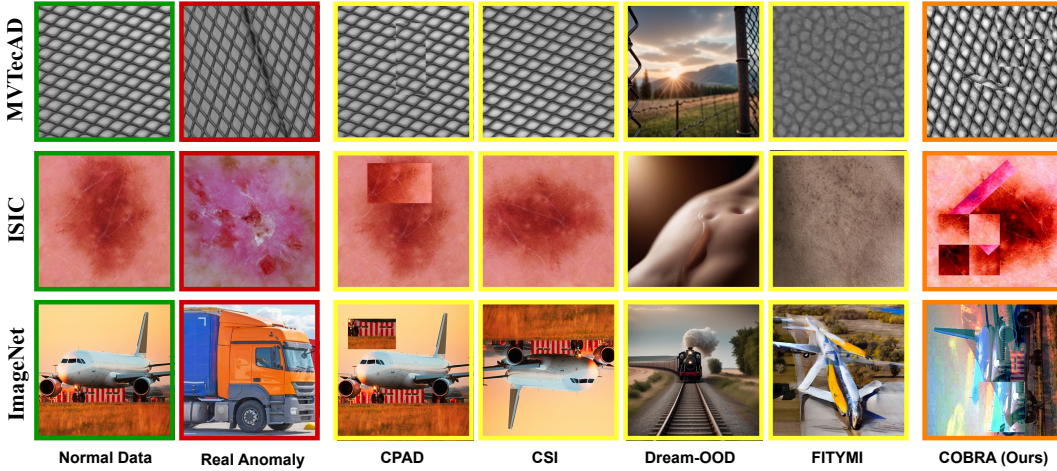 MVTecAD
ISIC
ImageNet
Normal Data
Real Anomaly
CPAD
CSI
Dream-OOD
FITYMI
COBRA (Ours)